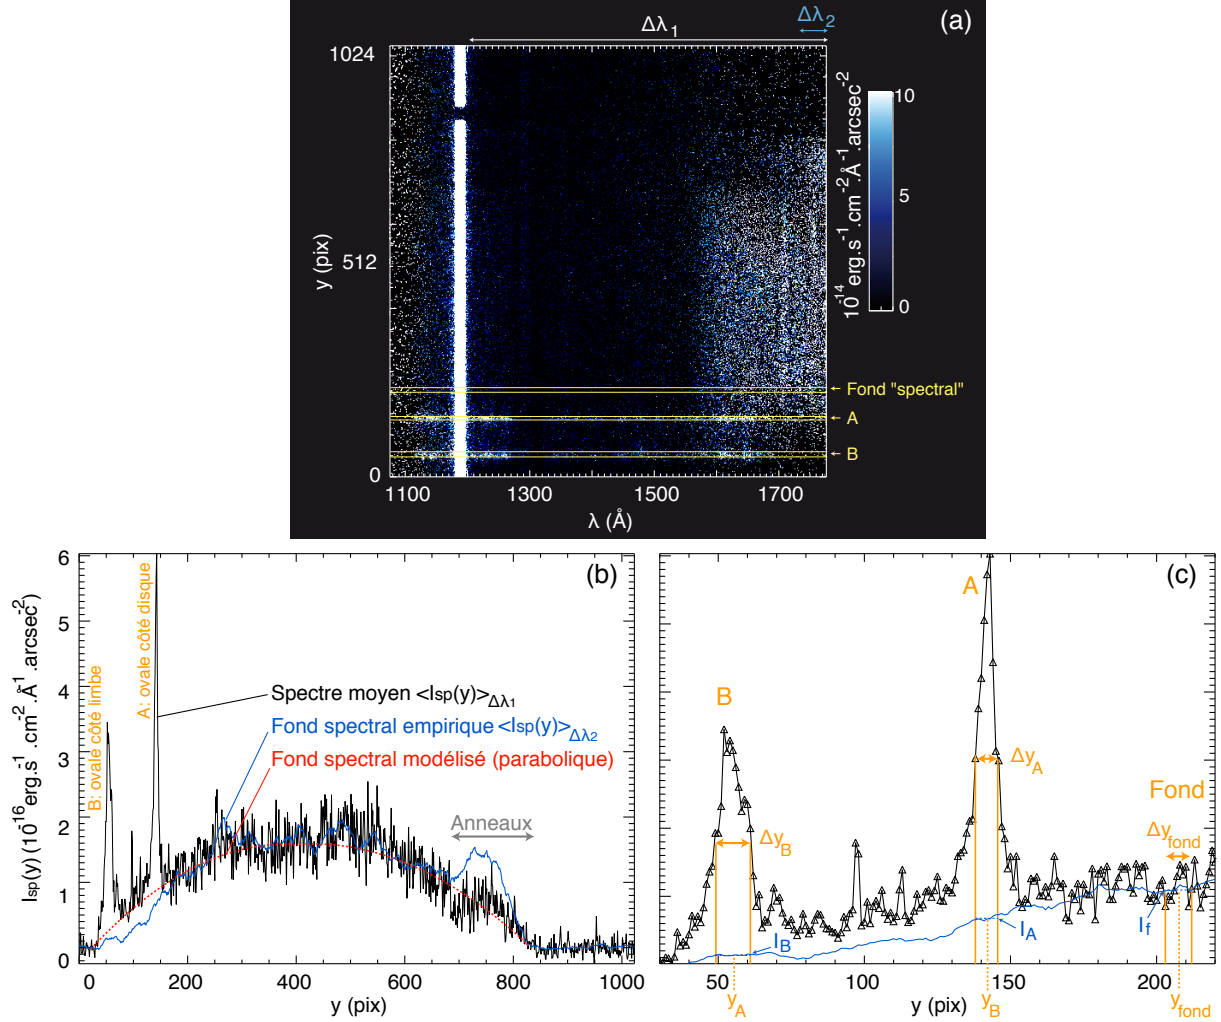 (a)
Δλ1
Δλ2
1024
512
0
y (pix)
1100
1300
1500
1700
λ (Å)
10
5
0
10-14 erg.s-1.cm-2.Å-1.arcsec-2
Fond "spectral"
A
B
(b)
6
5
4
3
2
1
0
Isp(y) (10-16 erg.s-1.cm-2.Å-1.arcsec-2)
B: ovale côté limbe
A: ovale côté disque
Spectre moyen <Isp(y)>Δλ1
Fond spectral empirique <Isp(y)>Δλ2
Fond spectral modélisé (parabolique)
Anneaux
0
200
400
600
800
1000
y (pix)
(c)
A
B
ΔyA
ΔyB
Fond
Δyfond
IB
IA
If
50
100
150
200
yA
y (pix)
yB
yfond